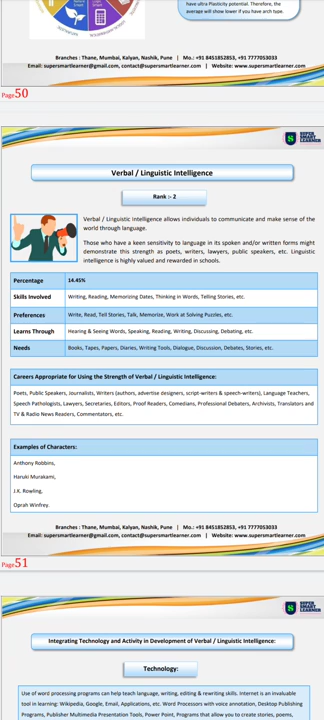 have ultra-Plasticity potential. Therefore, the
average will show lower if you have arch type.
Branches : Thane, Mumbai, Kalyan, Nashik, Pune | Mo.: +91 8451852853, +91 7777053033
Email: supersmartlearner@gmail.com, contact@supersmartlearner.com | Website: www.supersmartlearner.com
Page50
SUPER
SMART
LEARNER
Verbal / Linguistic Intelligence
Rank :- 2
Verbal / Linguistic Intelligence allows individuals to communicate and make sense of the
world through language.
Those who have a keen sensitivity to language in its spoken and/or written forms might
demonstrate this strength as poets, writers, lawyers, public speakers, etc. Linguistic
intelligence is highly valued and rewarded in schools.
Percentage 14.45%
Skills Involved Writing, Reading, Memorizing Dates, Thinking in Words, Telling Stories, etc.
Preferences Write, Read, Tell Stories, Talk, Memorize, Work at Solving Puzzles, etc.
Learns Through Hearing & Seeing Words, Speaking, Reading, Writing, Discussing, Debating, etc.
Needs Books, Tapes, Papers, Diaries, Writing Tools, Dialogue, Discussion, Debates, Stories, etc.
Careers Appropriate for Using the Strength of Verbal / Linguistic Intelligence:
Poets, Public Speakers, Journalists, Writers (authors, advertise designers, script-writers & speech-writers), Language Teachers,
Speech Pathologists, Lawyers, Secretaries, Editors, Proof Readers, Comedians, Professional Debaters, Archivists, Translators and
TV & Radio News Readers, Commentators, etc.
Examples of Characters:
Anthony Robbins,
Haruki Murakami,
J.K. Rowling,
Oprah Winfrey.
Branches : Thane, Mumbai, Kalyan, Nashik, Pune | Mo.: +91 8451852853, +91 7777053033
Email: supersmartlearner@gmail.com, contact@supersmartlearner.com | Website: www.supersmartlearner.com
Page51
SUPER
SMART
LEARNER
Integrating Technology and Activity in Development of Verbal / Linguistic Intelligence:
Technology:
Use of word processing programs can help teach language, writing, editing & rewriting skills. Internet is an invaluable
tool in learning: Wikipedia, Google, Email, Applications, etc. Word Processors with voice annotation, Desktop Publishing
Programs, Publisher Multimedia Presentation Tools, Power Point, Programs that allow you to create stories, poems,